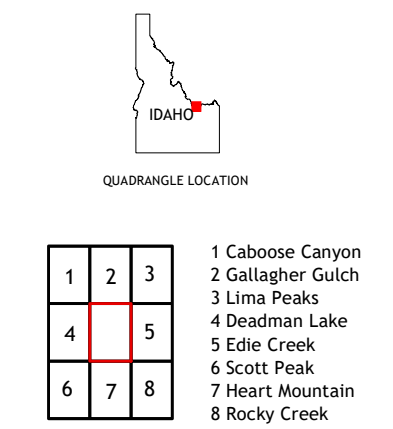 IDAHO
QUADRANGLE LOCATION
1 2 3
4 5
6 7 8
1 Caboose Canyon
2 Gallagher Gulch
3 Lima Peaks
4 Deadman Lake
5 Edie Creek
6 Scott Peak
7 Heart Mountain
8 Rocky Creek